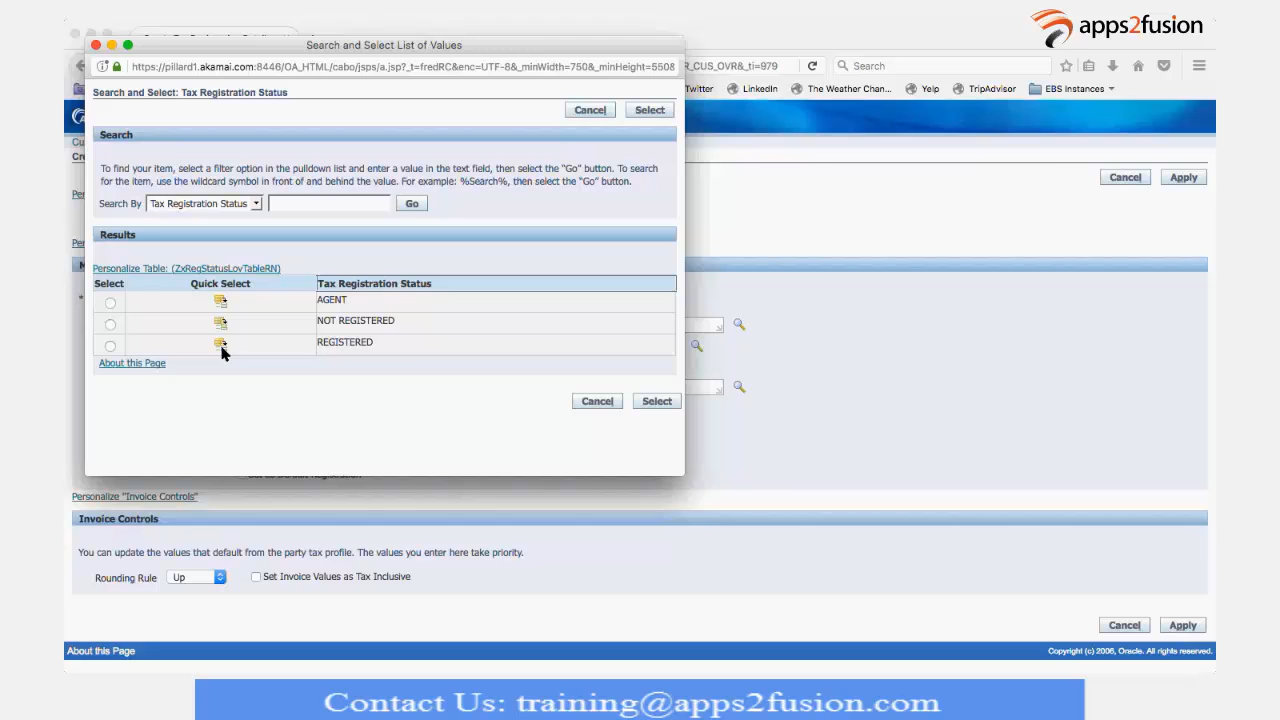 apps2fusion
Search and Select List of Values
https://pillard1.akamai.com:8446/OA_HTML/cabo/jsps/a.jsp?_t=fredRC&enc=UTF-8&_minWidth=750&_minHeight=5508
R_CUS_OVR&_ti=979
Search
Twitter
LinkedIn
The Weather Chan...
Yelp
TripAdvisor
EBS Instances
Search and Select: Tax Registration Status
Cancel
Select
Search
To find your item, select a filter option in the pulldown list and enter a value in the text field, then select the "Go" button. To search
for the item, use the wildcard symbol in front of and behind the value. For example: %Search%, then select the "Go" button.
Search By Tax Registration Status Go
Cancel
Apply
Results
Personalize Table: (ZxRegStatusLovTableRN)
Select Quick Select Tax Registration Status
AGENT
NOT REGISTERED
REGISTERED
About this Page
Cancel
Select
Personalize "Invoice Controls"
Invoice Controls
You can update the values that default from the party tax profile. The values you enter here take priority.
Rounding Rule Up Set Invoice Values as Tax Inclusive
Cancel
Apply
About this Page
Copyright (c) 2006, Oracle. All rights reserved.
Contact Us: training@apps2fusion.com